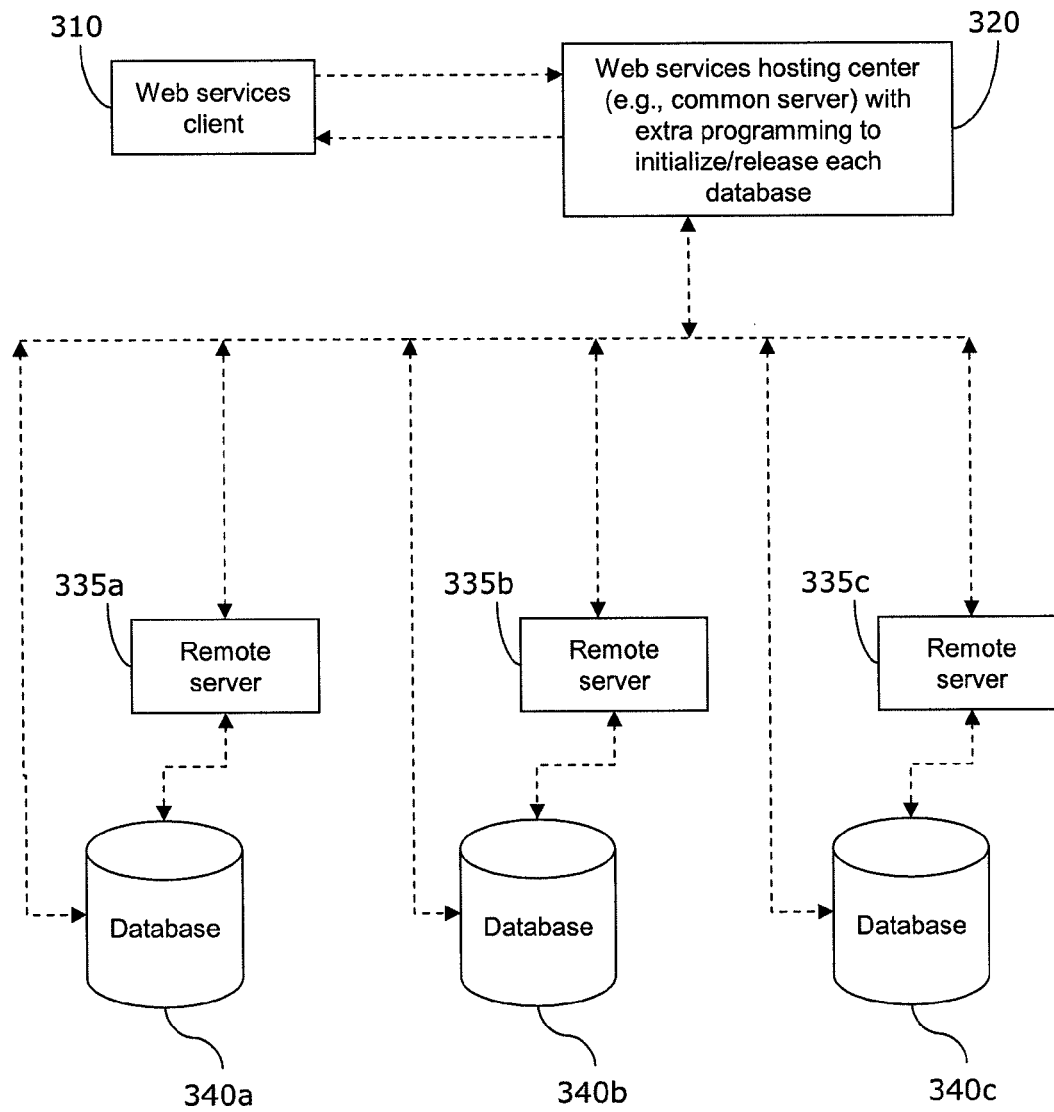 310
320
Web services
client
Web services hosting center
(e.g., common server) with
extra programming to
initialize/release each
database
335a
335b
335c
Remote
server
Remote
server
Remote
server
Database
Database
Database
340a
340b
340c